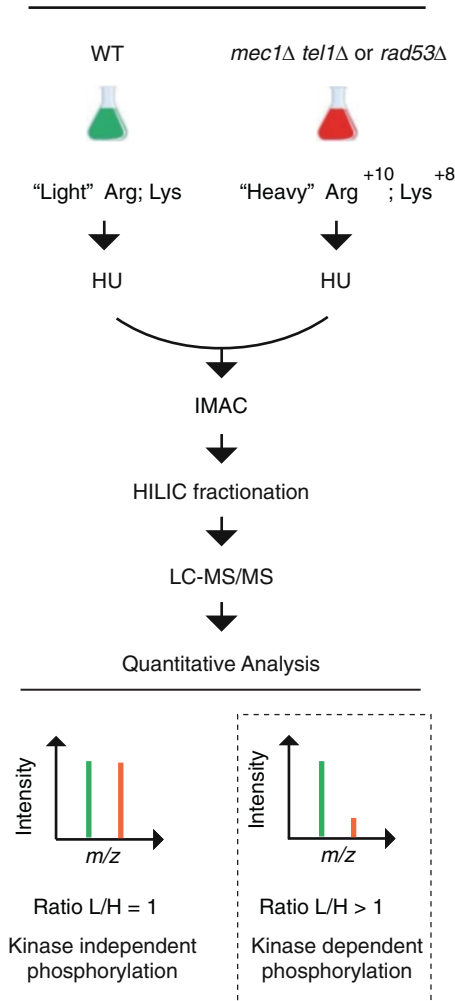 WT
mec1Δ tel1Δ or rad53Δ
“Light” Arg; Lys
“Heavy” Arg +10; Lys +8
HU
HU
IMAC
HILIC fractionation
LC-MS/MS
Quantitative Analysis
Intensity
m/z
Ratio L/H = 1
Kinase independent
phosphorylation
Intensity
m/z
Ratio L/H > 1
Kinase dependent
phosphorylation